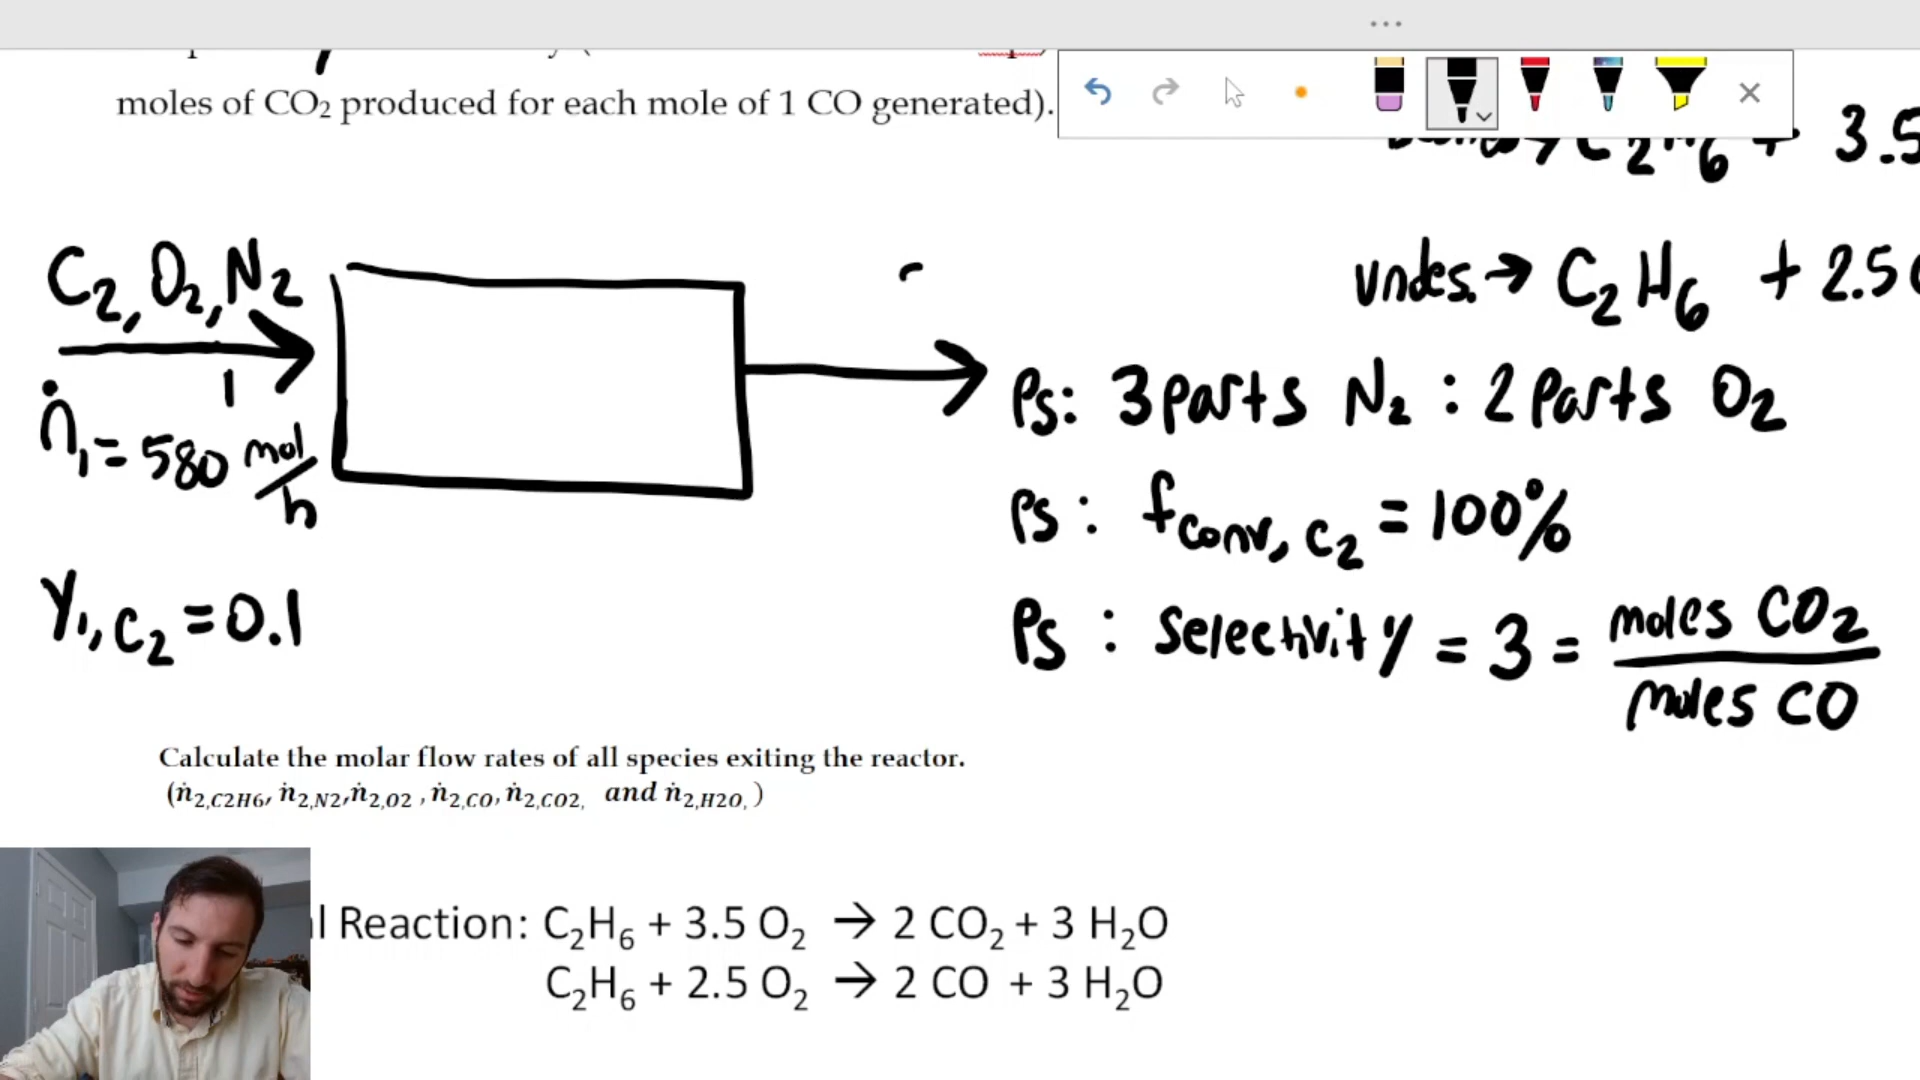 moles of CO₂ produced for each mole of 1 CO generated).
C₂H₆ + 3.5
undes. → C₂H₆ + 2.5
C₂, O₂, N₂
1
ṅ₁ = 580 mol/h
Ps: 3 parts N₂ : 2 parts O₂
Ps: f conv, C₂ = 100%
y₁, C₂ = 0.1
Ps: selectivity = 3 = moles CO₂ / moles CO
Calculate the molar flow rates of all species exiting the reactor.
(ṅ₂,C2H6, ṅ₂,N2, ṅ₂,O2 , ṅ₂,CO, ṅ₂,CO2, and ṅ₂,H2O, )
l Reaction: C₂H₆ + 3.5 O₂ → 2 CO₂ + 3 H₂O
C₂H₆ + 2.5 O₂ → 2 CO + 3 H₂O